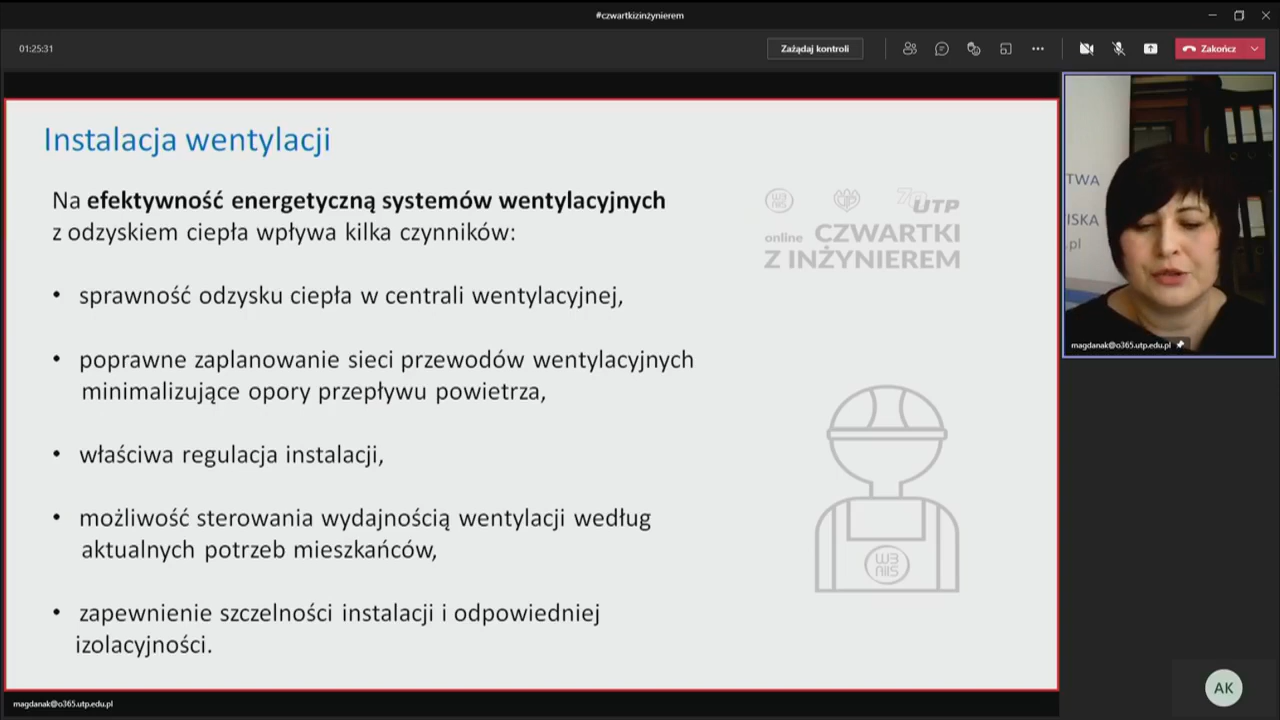 #czwartkizinżynierem
01:25:31
Zażądaj kontroli
Zakończ
Instalacja wentylacji
Na efektywność energetyczną systemów wentylacyjnych
z odzyskiem ciepła wpływa kilka czynników:
• sprawność odzysku ciepła w centrali wentylacyjnej,
• poprawne zaplanowanie sieci przewodów wentylacyjnych
minimalizujące opory przepływu powietrza,
• właściwa regulacja instalacji,
• możliwość sterowania wydajnością wentylacji według
aktualnych potrzeb mieszkańców,
• zapewnienie szczelności instalacji i odpowiedniej
izolacyjności.
UTP
online CZWARTKI
Z INŻYNIEREM
TWA
ISKA
.pl
magdanak@o365.utp.edu.pl
AK
magdanak@o365.utp.edu.pl